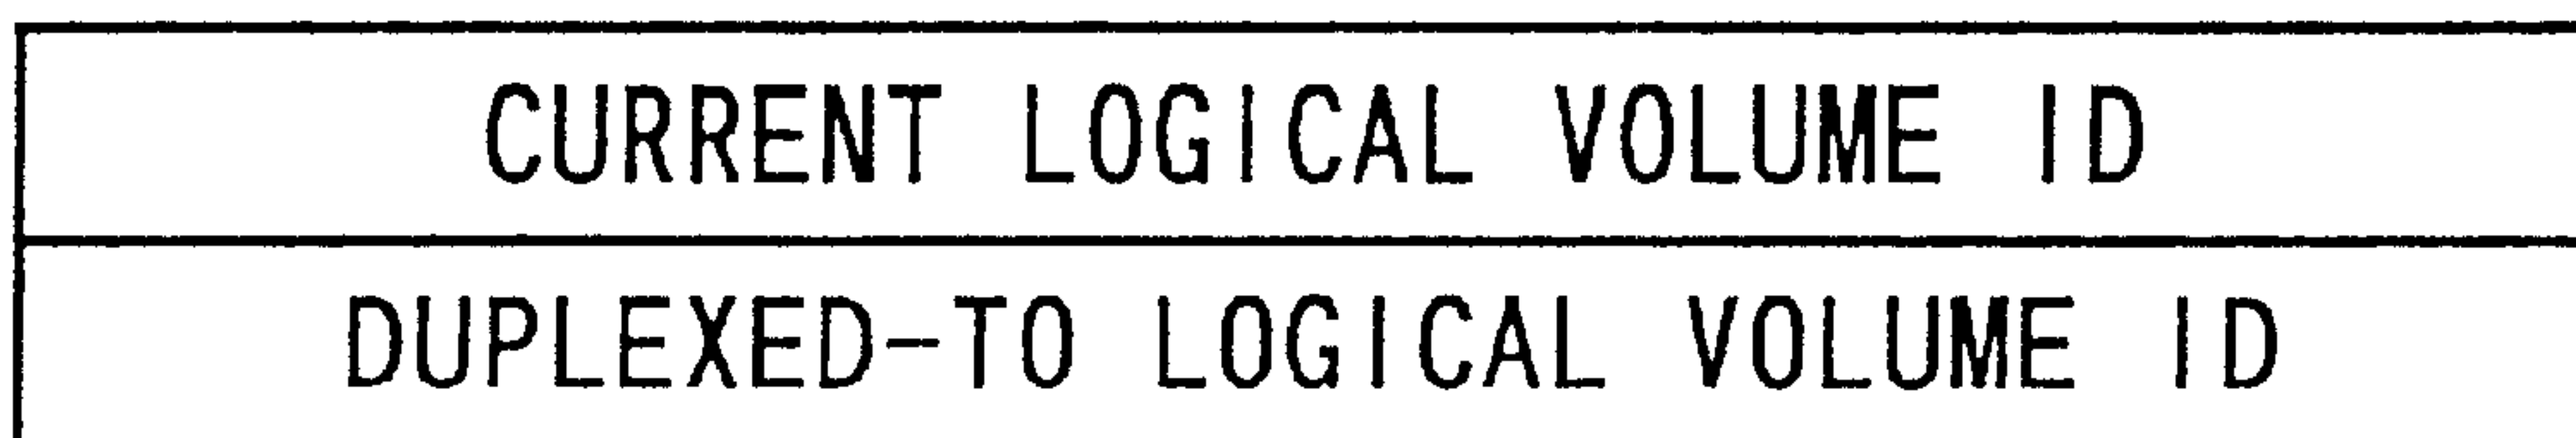 CURRENT LOGICAL VOLUME ID
DUPLEXED-TO LOGICAL VOLUME ID